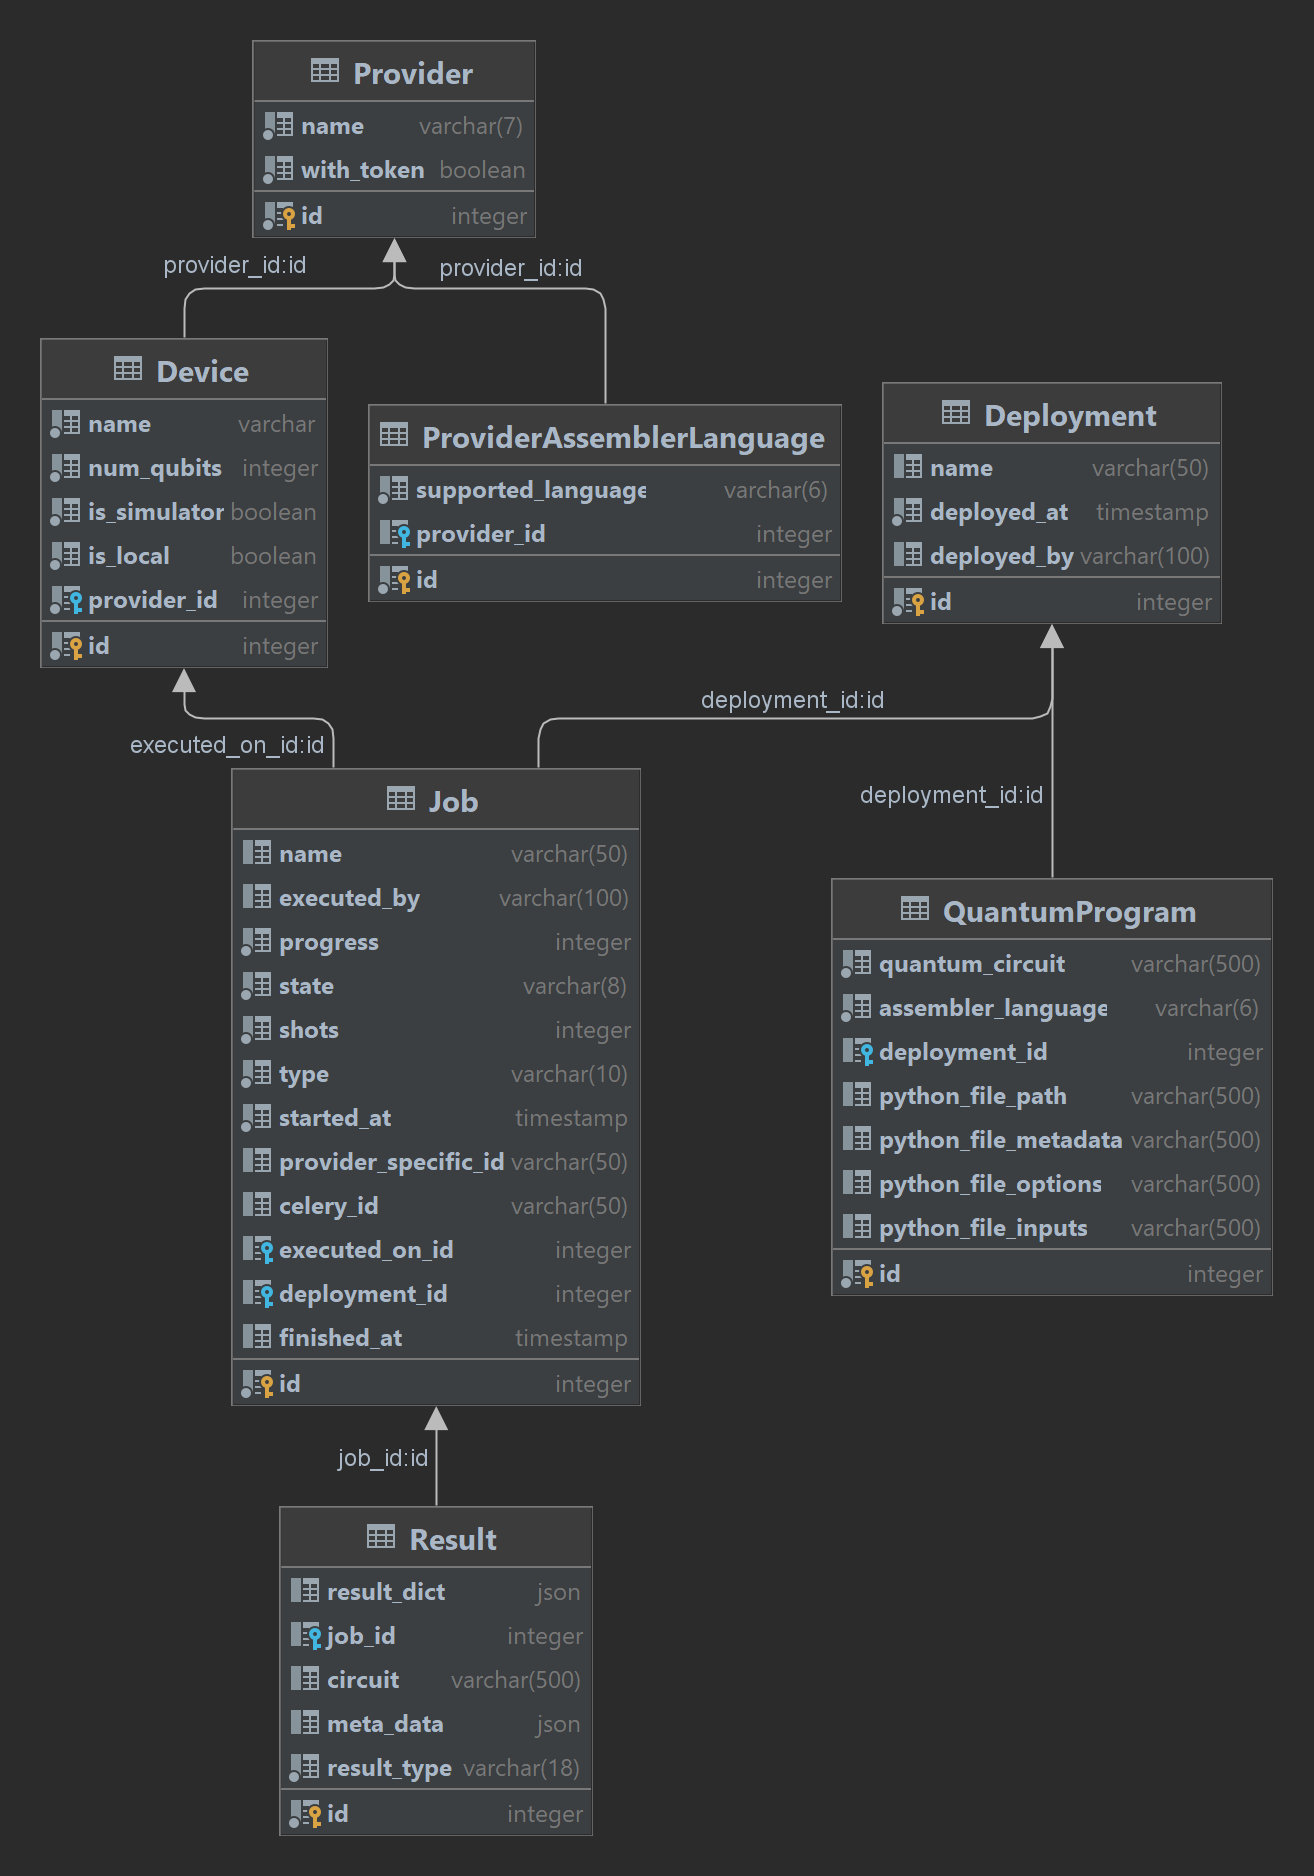 Provider
name varchar(7)
with_token boolean
id integer
provider_id:id
provider_id:id
Device
name varchar
num_qubits integer
is_simulator boolean
is_local boolean
provider_id integer
id integer
ProviderAssemblerLanguage
supported_language varchar(6)
provider_id integer
id integer
Deployment
name varchar(50)
deployed_at timestamp
deployed_by varchar(100)
id integer
executed_on_id:id
deployment_id:id
deployment_id:id
Job
name varchar(50)
executed_by varchar(100)
progress integer
state varchar(8)
shots integer
type varchar(10)
started_at timestamp
provider_specific_id varchar(50)
celery_id varchar(50)
executed_on_id integer
deployment_id integer
finished_at timestamp
id integer
QuantumProgram
quantum_circuit varchar(500)
assembler_language varchar(6)
deployment_id integer
python_file_path varchar(500)
python_file_metadata varchar(500)
python_file_options varchar(500)
python_file_inputs varchar(500)
id integer
job_id:id
Result
result_dict json
job_id integer
circuit varchar(500)
meta_data json
result_type varchar(18)
id integer